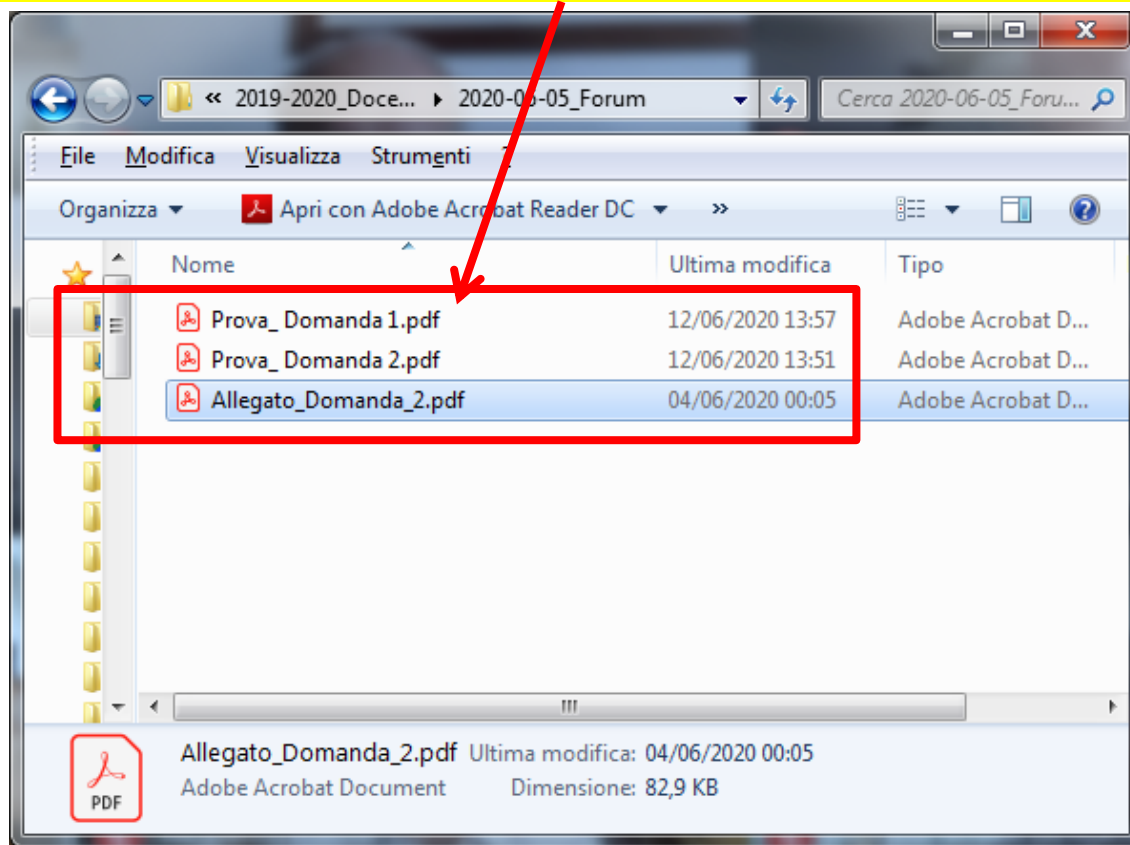 « 2019-2020_Doce... ▸ 2020-06-05_Forum
Cerca 2020-06-05_Foru...
File Modifica Visualizza Strumenti ?
Organizza Apri con Adobe Acrobat Reader DC »
Nome Ultima modifica Tipo
Prova_ Domanda 1.pdf 12/06/2020 13:57 Adobe Acrobat D...
Prova_ Domanda 2.pdf 12/06/2020 13:51 Adobe Acrobat D...
Allegato_Domanda_2.pdf 04/06/2020 00:05 Adobe Acrobat D...
Allegato_Domanda_2.pdf Ultima modifica: 04/06/2020 00:05
Adobe Acrobat Document Dimensione: 82,9 KB
PDF